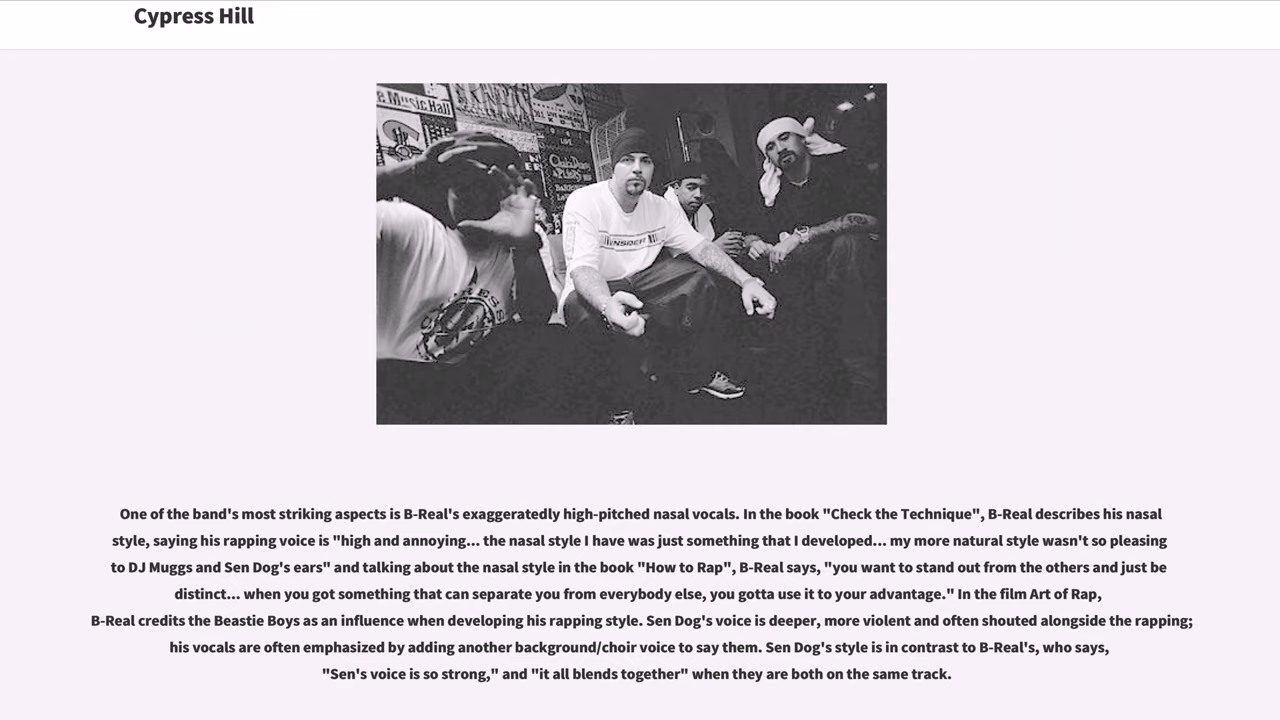 Cypress Hill
e Music Hall
LIVE
INSIDER
One of the band's most striking aspects is B-Real's exaggeratedly high-pitched nasal vocals. In the book "Check the Technique", B-Real describes his nasal
style, saying his rapping voice is "high and annoying... the nasal style I have was just something that I developed... my more natural style wasn't so pleasing
to DJ Muggs and Sen Dog's ears" and talking about the nasal style in the book "How to Rap", B-Real says, "you want to stand out from the others and just be
distinct... when you got something that can separate you from everybody else, you gotta use it to your advantage." In the film Art of Rap,
B-Real credits the Beastie Boys as an influence when developing his rapping style. Sen Dog's voice is deeper, more violent and often shouted alongside the rapping;
his vocals are often emphasized by adding another background/choir voice to say them. Sen Dog's style is in contrast to B-Real's, who says,
"Sen's voice is so strong," and "it all blends together" when they are both on the same track.